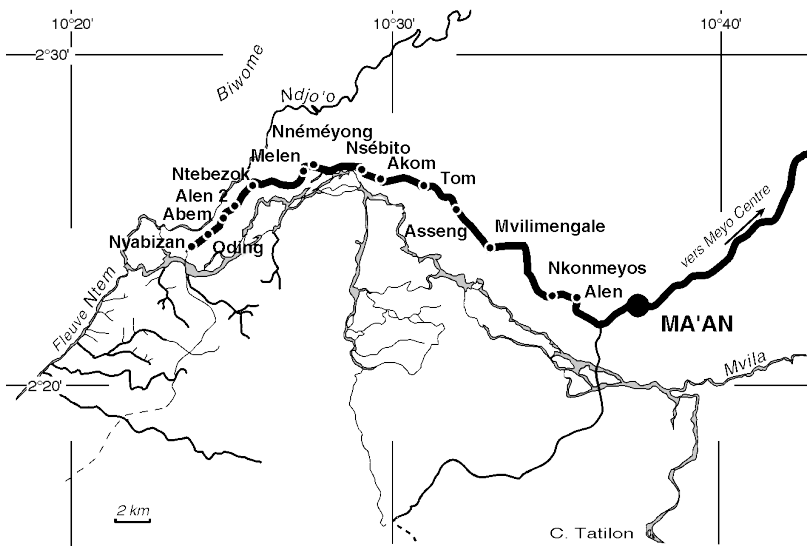 10°20'
10°30'
10°40'
2°30'
Biwome
Ndjo'o
Nnéméyong
Melen
Nsébito
Akom
Ntebezok
Tom
Alen 2
Abem
Nyabizan
Oding
Asseng
Mvilimengale
vers Meyo Centre
Nkonmeyos
Alen
Fleuve Ntem
MA'AN
Mvila
2°20'
2 km
C. Tatilon